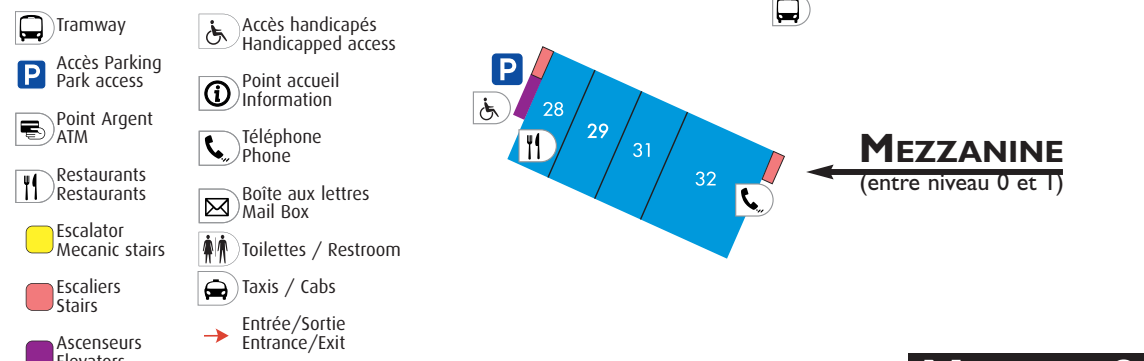 Tramway
P
Accès Parking
Park access
Point Argent
ATM
Restaurants
Restaurants
Escalator
Mecanic stairs
Escaliers
Stairs
Ascenseurs
Elevators
Accès handicapés
Handicapped access
Point accueil
Information
Téléphone
Phone
Boîte aux lettres
Mail Box
Toilettes / Restroom
Taxis / Cabs
Entrée/Sortie
Entrance/Exit
P
28
29
31
32
MEZZANINE
(entre niveau 0 et 1)